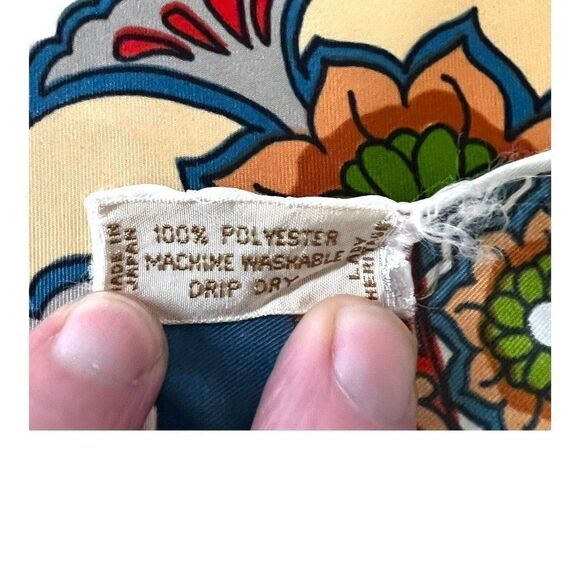 MADE IN
JAPAN
100% POLYESTER
MACHINE WASHABLE
DRIP DRY
LADY
HERITAGE